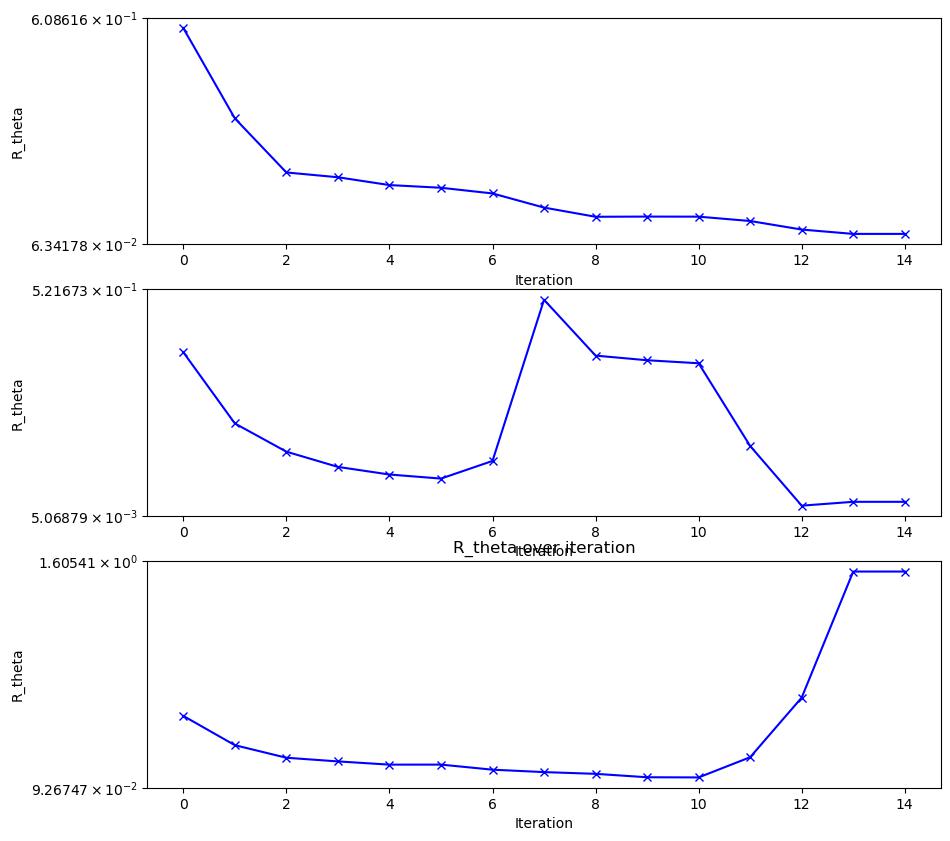 6.08616 × 10⁻¹
R_theta
6.34178 × 10⁻²
0 2 4 6 8 10 12 14
Iteration
5.21673 × 10⁻¹
R_theta
5.06879 × 10⁻³
0 2 4 6 8 10 12 14
Iteration
R_theta over iteration
1.60541 × 10⁰
R_theta
9.26747 × 10⁻²
0 2 4 6 8 10 12 14
Iteration